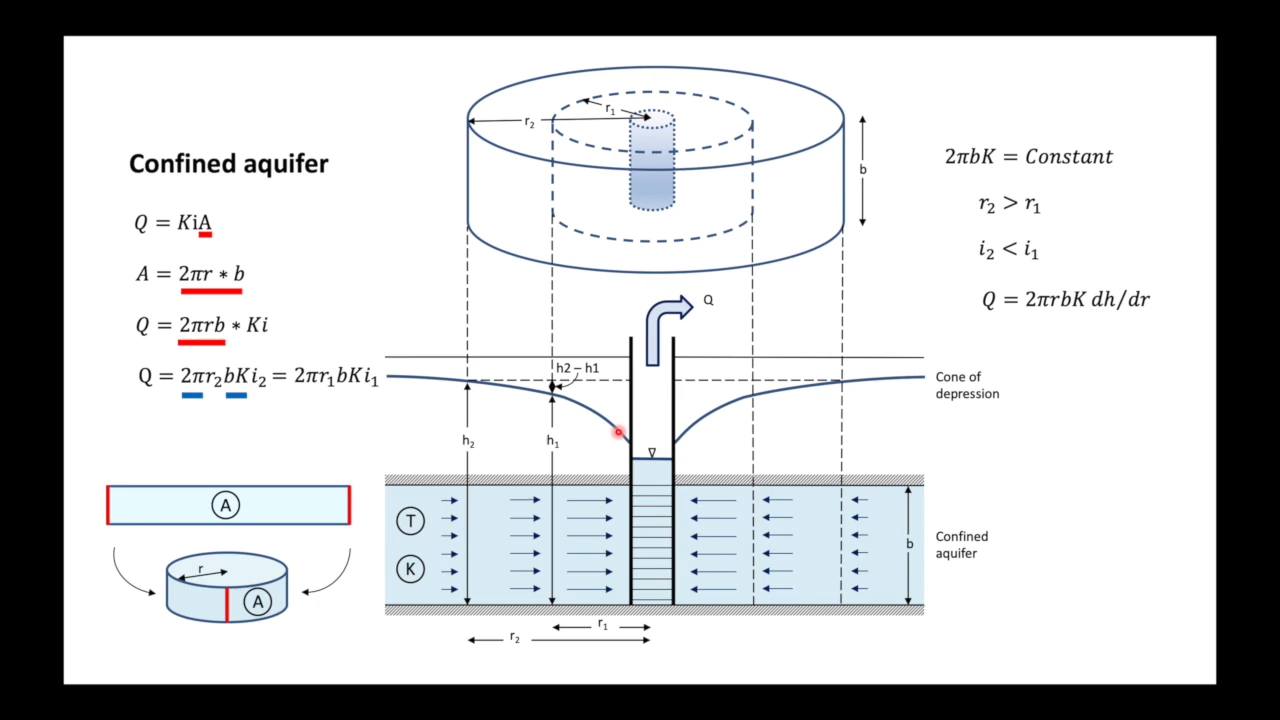 Confined aquifer
Q = KiA
A = 2πr * b
Q = 2πrb * Ki
Q = 2πr₂bKi₂ = 2πr₁bKi₁
A
r
A
r₁
r₂
b
Q
h2 – h1
h₂
h₁
T
K
b
r₁
r₂
Cone of
depression
Confined
aquifer
2πbK = Constant
r₂ > r₁
i₂ < i₁
Q = 2πrbK dh/dr